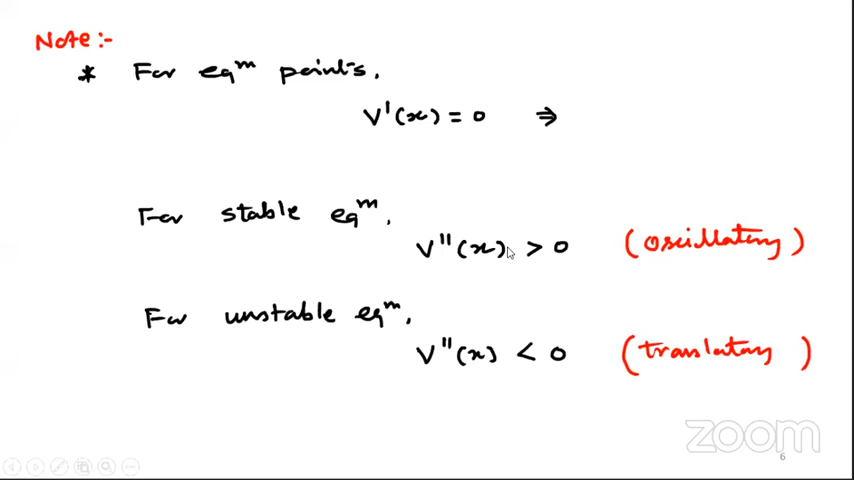 Note :-
* For eqm points,
V'(x) = 0 ⇒
For stable eqm,
V''(x) > 0 (oscillatory)
For unstable eqm,
V''(x) < 0 (translatory)
zoom
6